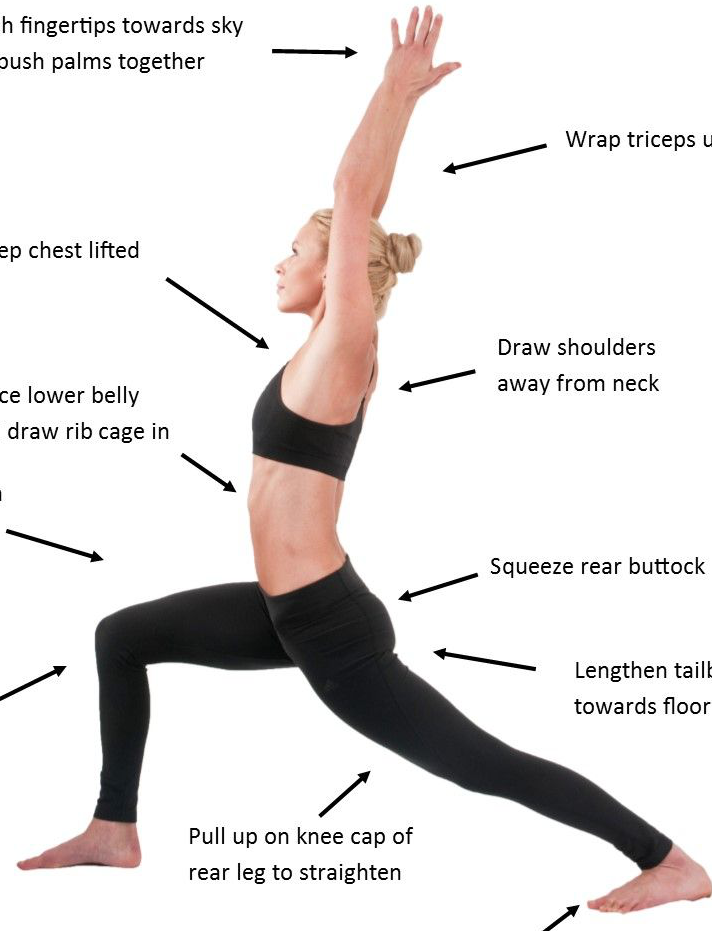 h fingertips towards sky
push palms together
Wrap triceps u
ep chest lifted
Draw shoulders
away from neck
ce lower belly
draw rib cage in
Squeeze rear buttock
Lengthen tailb
towards floor
Pull up on knee cap of
rear leg to straighten